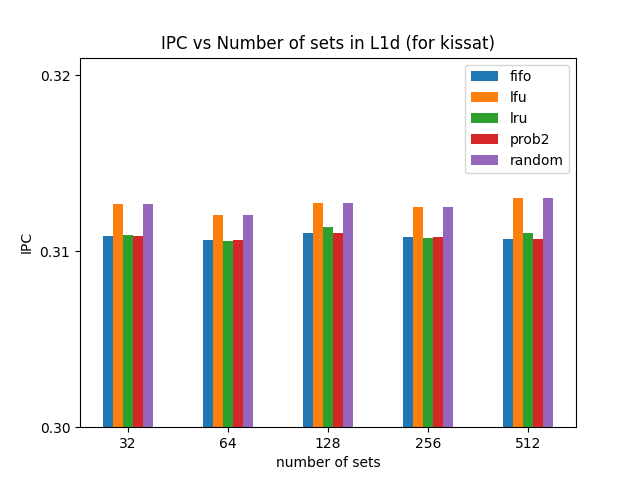 IPC vs Number of sets in L1d (for kissat)
0.32
0.31
0.30
IPC
fifo
lfu
lru
prob2
random
32 64 128 256 512
number of sets